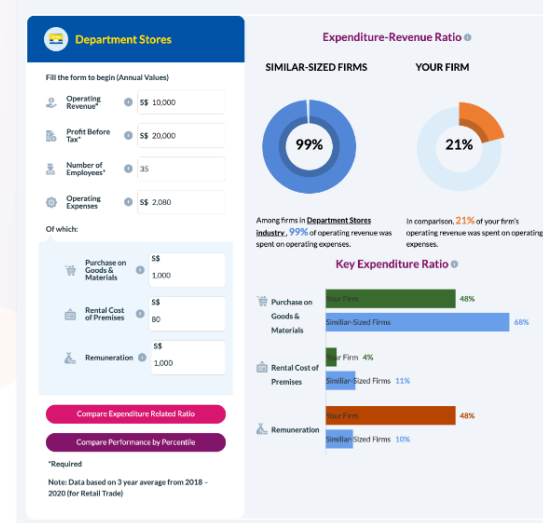 Department Stores
Fill the form to begin (Annual Values)
Operating
Revenue*
S$ 10,000
Profit Before
Tax*
S$ 20,000
Number of
Employees*
35
Operating
Expenses
S$ 2,080
Of which:
Purchase on
Goods &
Materials
S$
1,000
Rental Cost
of Premises
S$
80
Remuneration
S$
1,000
Compare Expenditure Related Ratio
Compare Performance by Percentile
*Required
Note: Data based on 3 year average from 2018 –
2020 (for Retail Trade)
Expenditure-Revenue Ratio
SIMILAR-SIZED FIRMS
YOUR FIRM
99%
21%
Among firms in Department Stores
industry, 99% of operating revenue was
spent on operating expenses.
In comparison, 21% of your firm's
operating revenue was spent on operating
expenses.
Key Expenditure Ratio
Purchase on
Goods &
Materials
Your Firm 48%
Similiar-Sized Firms 68%
Rental Cost of
Premises
Your Firm 4%
Similiar-Sized Firms 11%
Remuneration
Your Firm 48%
Similiar-Sized Firms 10%